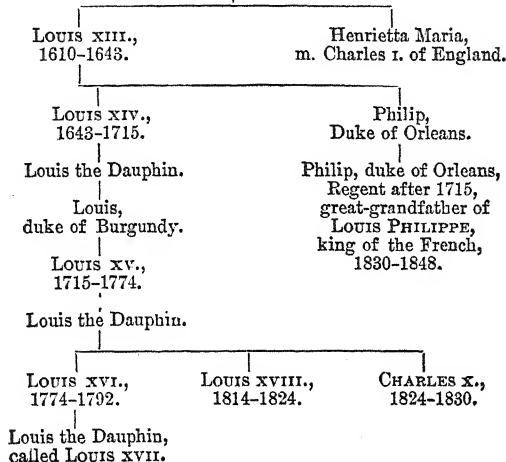 Louis XIII.,
1610-1643.
Henrietta Maria,
m. Charles I. of England.
Louis XIV.,
1643-1715.
Philip,
Duke of Orleans.
Louis the Dauphin.
Philip, duke of Orleans,
Regent after 1715,
great-grandfather of
Louis Philippe,
king of the French,
1830-1848.
Louis,
duke of Burgundy.
Louis XV.,
1715-1774.
Louis the Dauphin.
Louis XVI.,
1774-1792.
Louis XVIII.,
1814-1824.
Charles X.,
1824-1830.
Louis the Dauphin,
called Louis XVII.